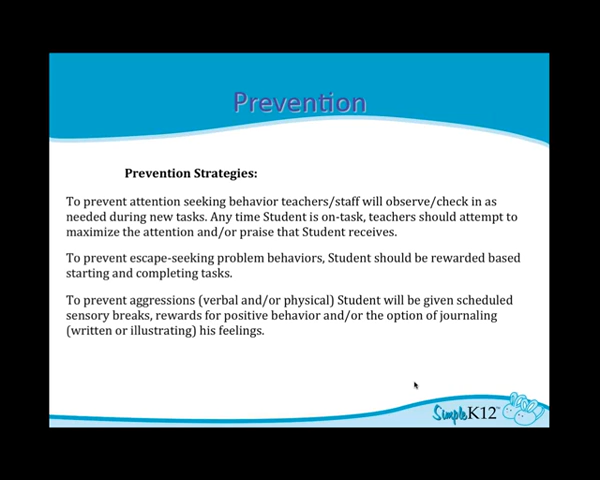 Prevention
Prevention Strategies:
To prevent attention seeking behavior teachers/staff will observe/check in as
needed during new tasks. Any time Student is on-task, teachers should attempt to
maximize the attention and/or praise that Student receives.
To prevent escape-seeking problem behaviors, Student should be rewarded based
starting and completing tasks.
To prevent aggressions (verbal and/or physical) Student will be given scheduled
sensory breaks, rewards for positive behavior and/or the option of journaling
(written or illustrating) his feelings.
SimpleK12™